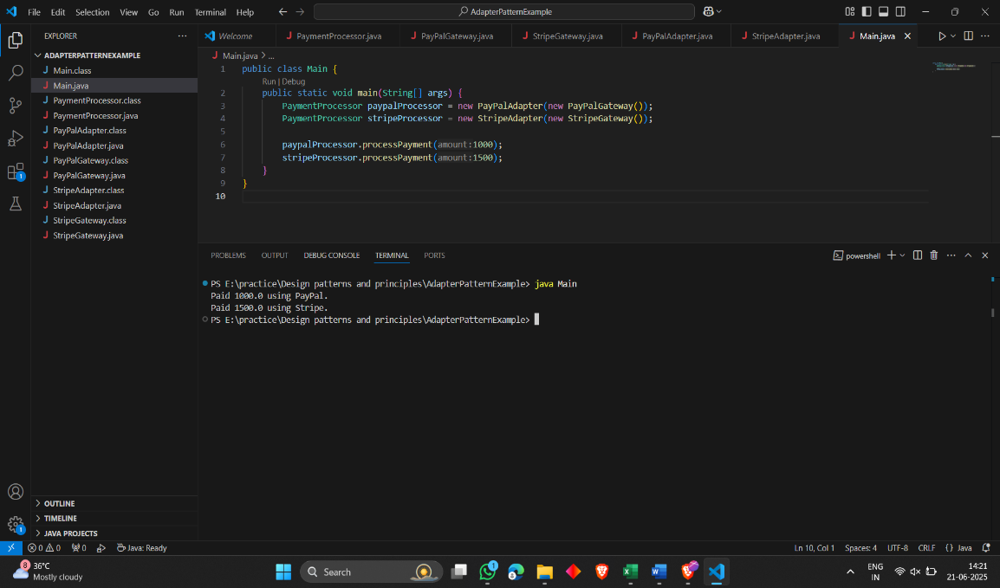 File Edit Selection View Go Run Terminal Help
AdapterPatternExample
EXPLORER
ADAPTERPATTERNEXAMPLE
J Main.class
J Main.java
J PaymentProcessor.class
J PaymentProcessor.java
J PayPalAdapter.class
J PayPalAdapter.java
J PayPalGateway.class
J PayPalGateway.java
J StripeAdapter.class
J StripeAdapter.java
J StripeGateway.class
J StripeGateway.java
OUTLINE
TIMELINE
JAVA PROJECTS
1
1
Welcome J PaymentProcessor.java J PayPalGateway.java J StripeGateway.java J PayPalAdapter.java J StripeAdapter.java J Main.java
J Main.java > ...
1 public class Main {
Run | Debug
2 public static void main(String[] args) {
3 PaymentProcessor paypalProcessor = new PayPalAdapter(new PayPalGateway());
4 PaymentProcessor stripeProcessor = new StripeAdapter(new StripeGateway());
5
6 paypalProcessor.processPayment(amount:1000);
7 stripeProcessor.processPayment(amount:1500);
8 }
9 }
10
PROBLEMS OUTPUT DEBUG CONSOLE TERMINAL PORTS
powershell
PS E:\practice\Design patterns and principles\AdapterPatternExample> java Main
Paid 1000.0 using PayPal.
Paid 1500.0 using Stripe.
PS E:\practice\Design patterns and principles\AdapterPatternExample>
0 0 0 Java: Ready
Ln 10, Col 1 Spaces: 4 UTF-8 CRLF {} Java
8 36°C
Mostly cloudy
Search
1
ENG
IN
14:21
21-06-2025